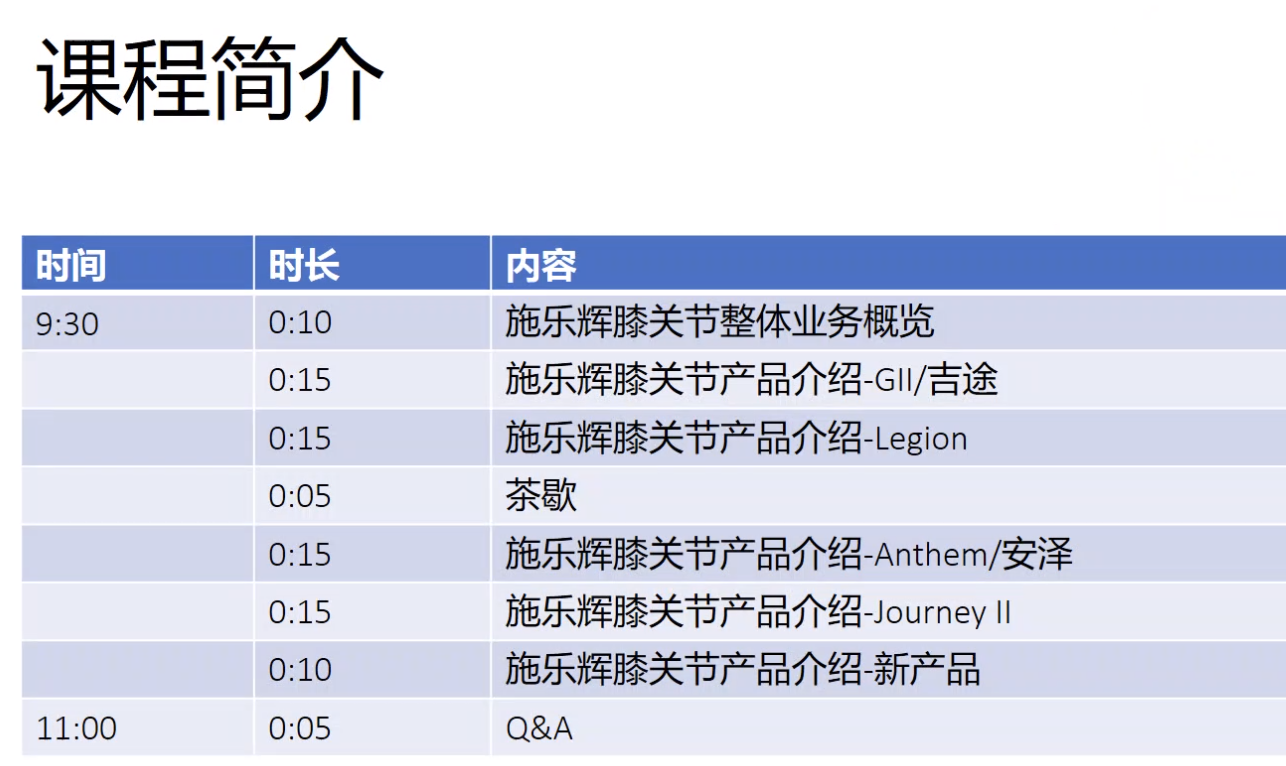 课程简介
时间 时长 内容
9:30 0:10 施乐辉膝关节整体业务概览
0:15 施乐辉膝关节产品介绍-GII/吉途
0:15 施乐辉膝关节产品介绍-Legion
0:05 茶歇
0:15 施乐辉膝关节产品介绍-Anthem/安泽
0:15 施乐辉膝关节产品介绍-Journey II
0:10 施乐辉膝关节产品介绍-新产品
11:00 0:05 Q&A